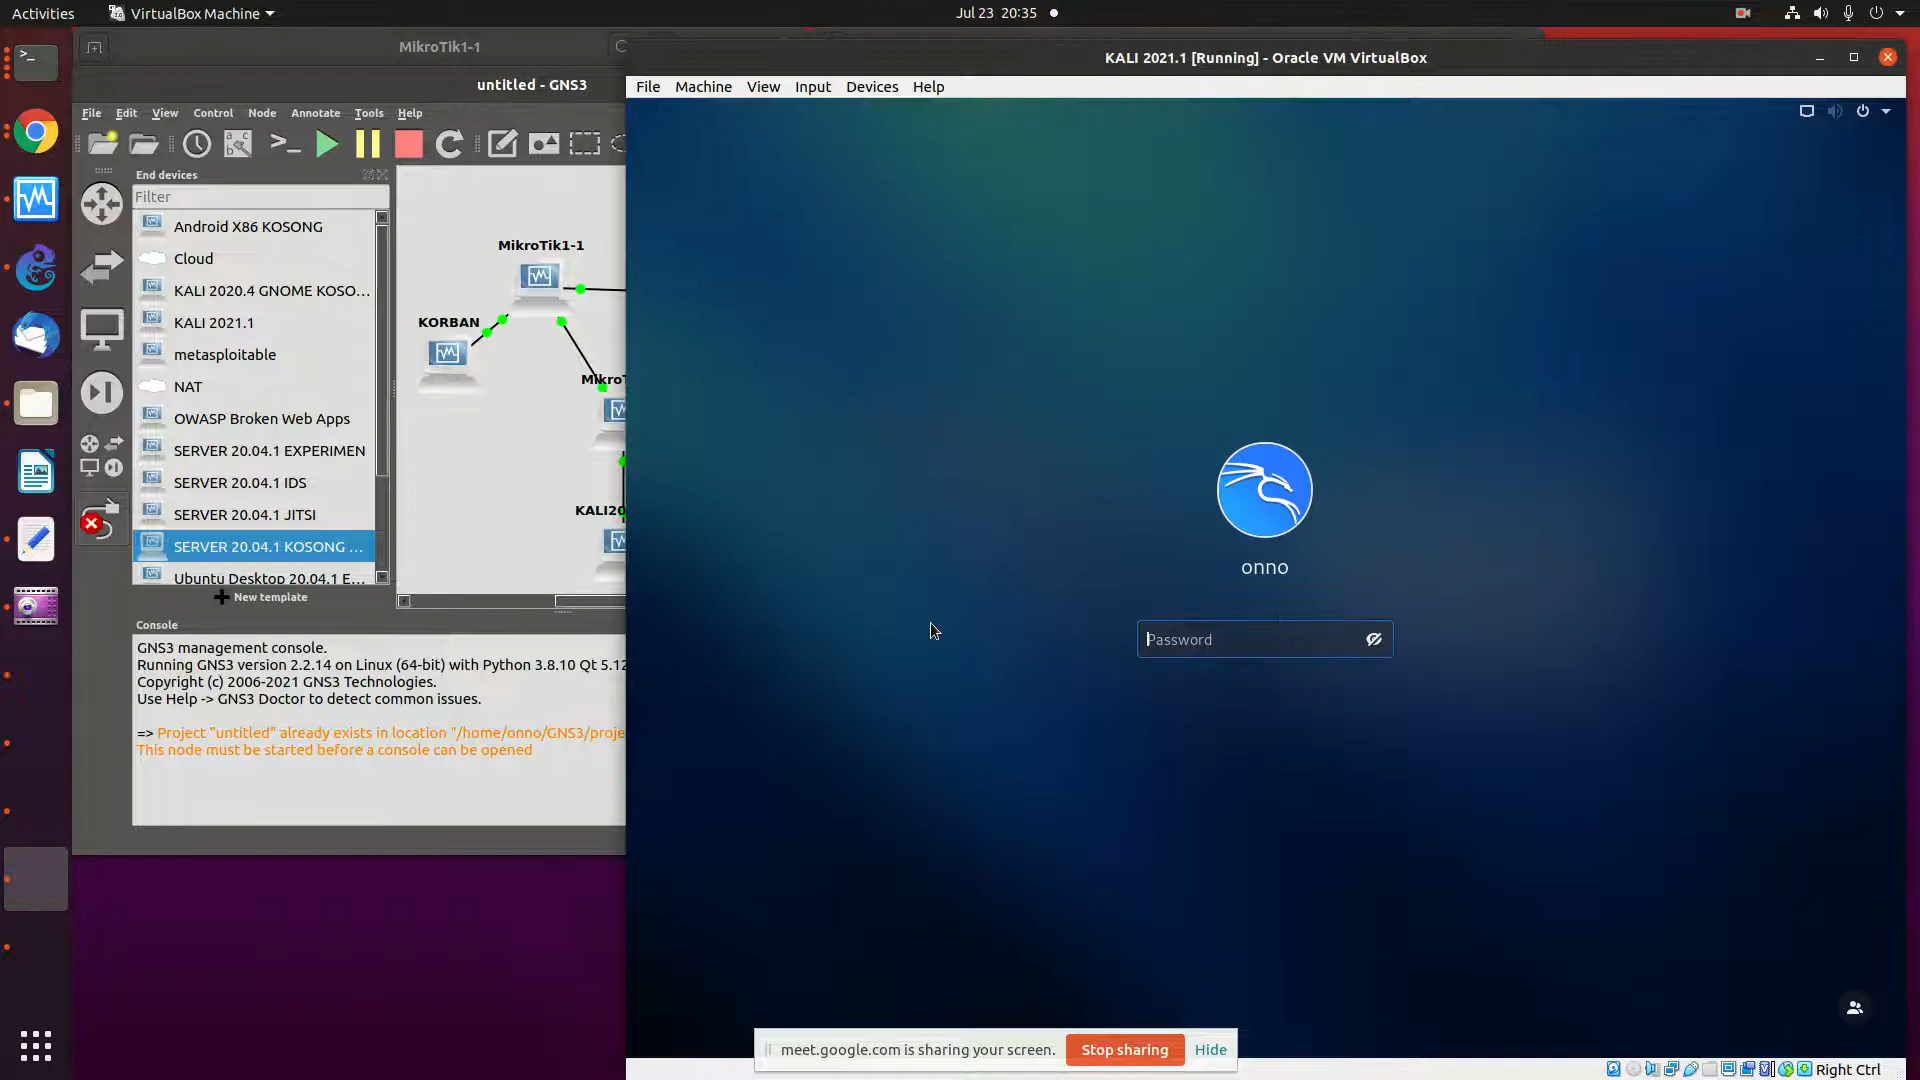 Activities
VirtualBox Machine
Jul 23 20:35
MikroTik1-1
untitled - GNS3
File Edit View Control Node Annotate Tools Help
End devices
Filter
Android X86 KOSONG
Cloud
KALI 2020.4 GNOME KOSO...
KALI 2021.1
metasploitable
NAT
OWASP Broken Web Apps
SERVER 20.04.1 EXPERIMEN
SERVER 20.04.1 IDS
SERVER 20.04.1 JITSI
SERVER 20.04.1 KOSONG ...
Ubuntu Desktop 20.04.1 E...
New template
MikroTik1-1
KORBAN
MikroT
KALI20
Console
GNS3 management console.
Running GNS3 version 2.2.14 on Linux (64-bit) with Python 3.8.10 Qt 5.12
Copyright (c) 2006-2021 GNS3 Technologies.
Use Help -> GNS3 Doctor to detect common issues.
=> Project "untitled" already exists in location "/home/onno/GNS3/proje
This node must be started before a console can be opened
KALI 2021.1 [Running] - Oracle VM VirtualBox
File Machine View Input Devices Help
onno
Password
meet.google.com is sharing your screen.
Stop sharing
Hide
Right Ctrl